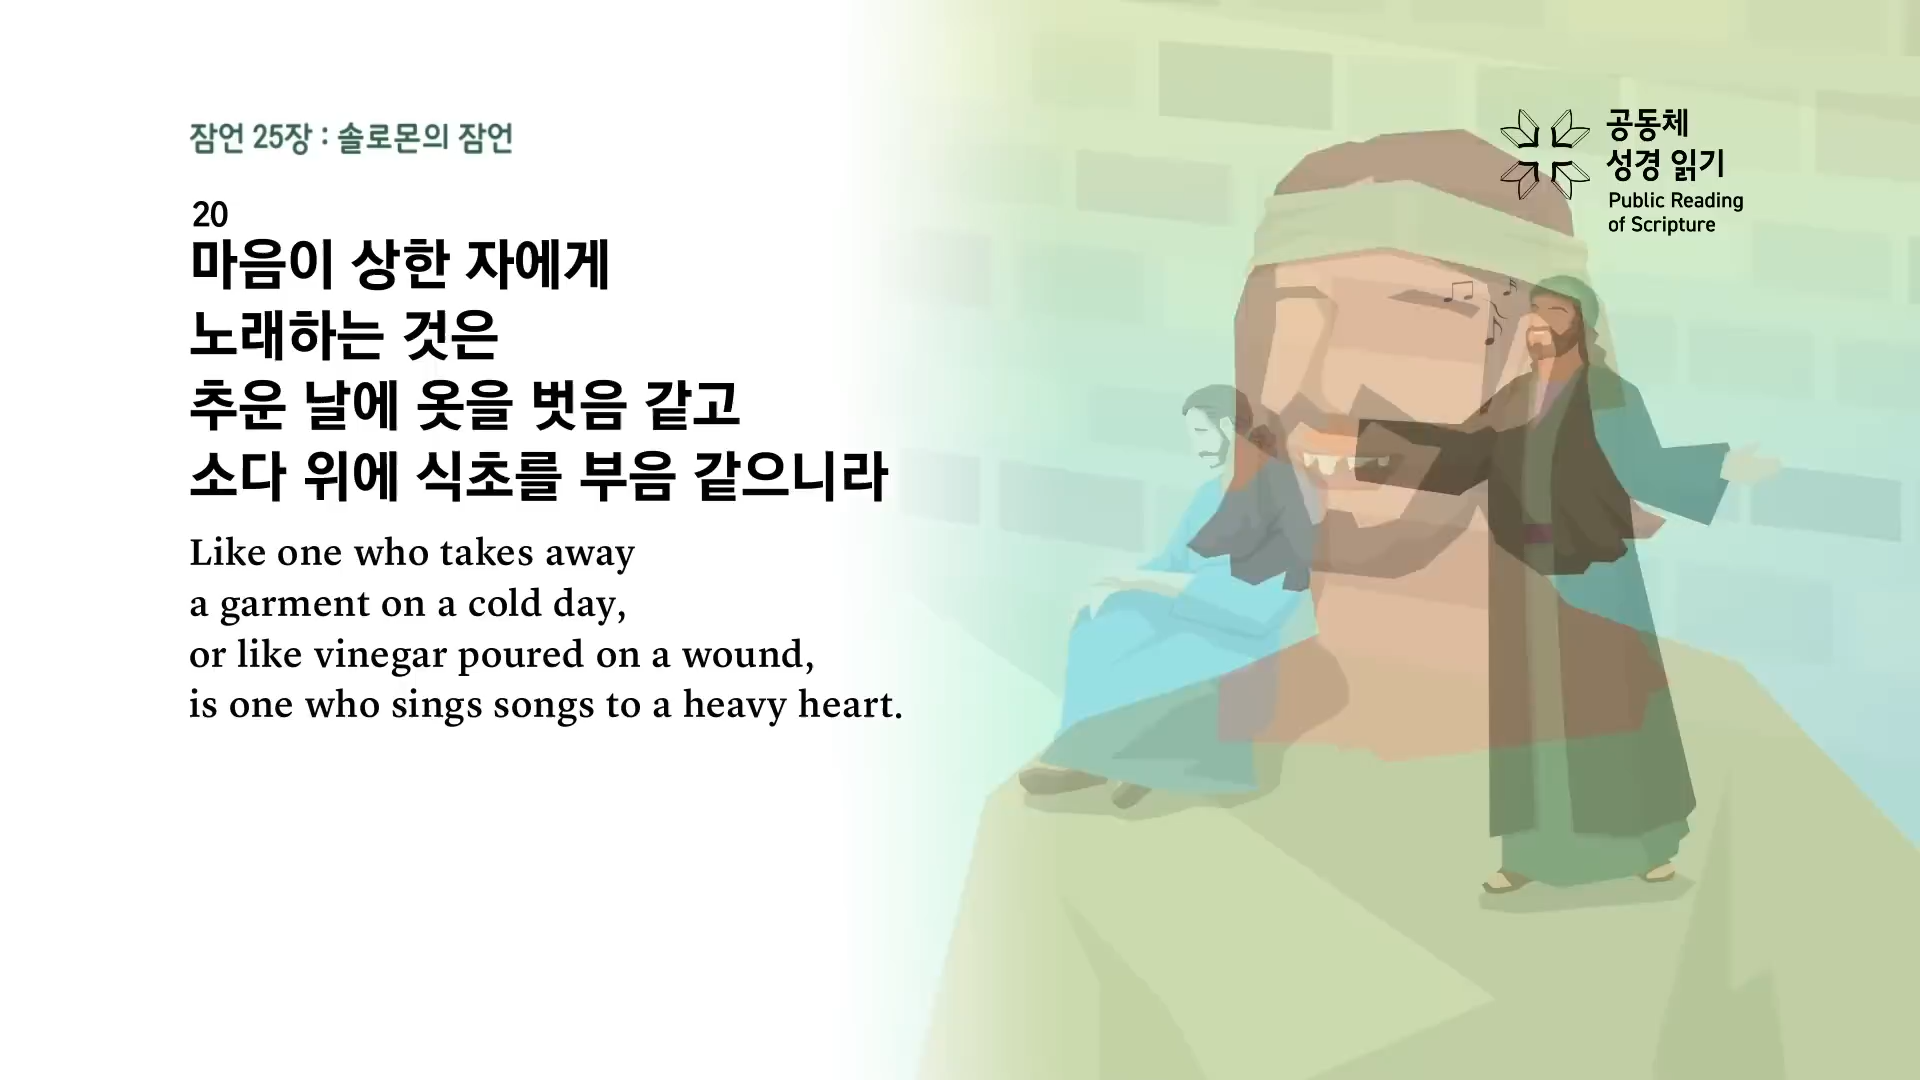 잠언 25장 : 솔로몬의 잠언
20
마음이 상한 자에게
노래하는 것은
추운 날에 옷을 벗음 같고
소다 위에 식초를 부음 같으니라
Like one who takes away
a garment on a cold day,
or like vinegar poured on a wound,
is one who sings songs to a heavy heart.
공동체
성경 읽기
Public Reading
of Scripture